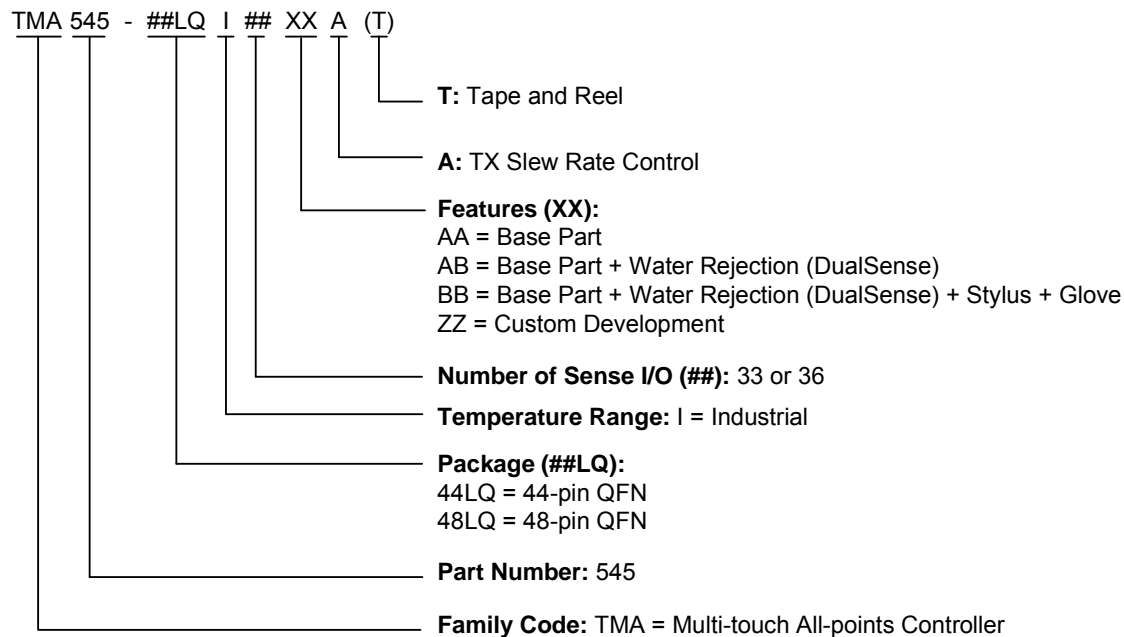 TMA 545 - ##LQ I ## XX A (T)
T: Tape and Reel
A: TX Slew Rate Control
Features (XX):
AA = Base Part
AB = Base Part + Water Rejection (DualSense)
BB = Base Part + Water Rejection (DualSense) + Stylus + Glove
ZZ = Custom Development
Number of Sense I/O (##): 33 or 36
Temperature Range: I = Industrial
Package (##LQ):
44LQ = 44-pin QFN
48LQ = 48-pin QFN
Part Number: 545
Family Code: TMA = Multi-touch All-points Controller